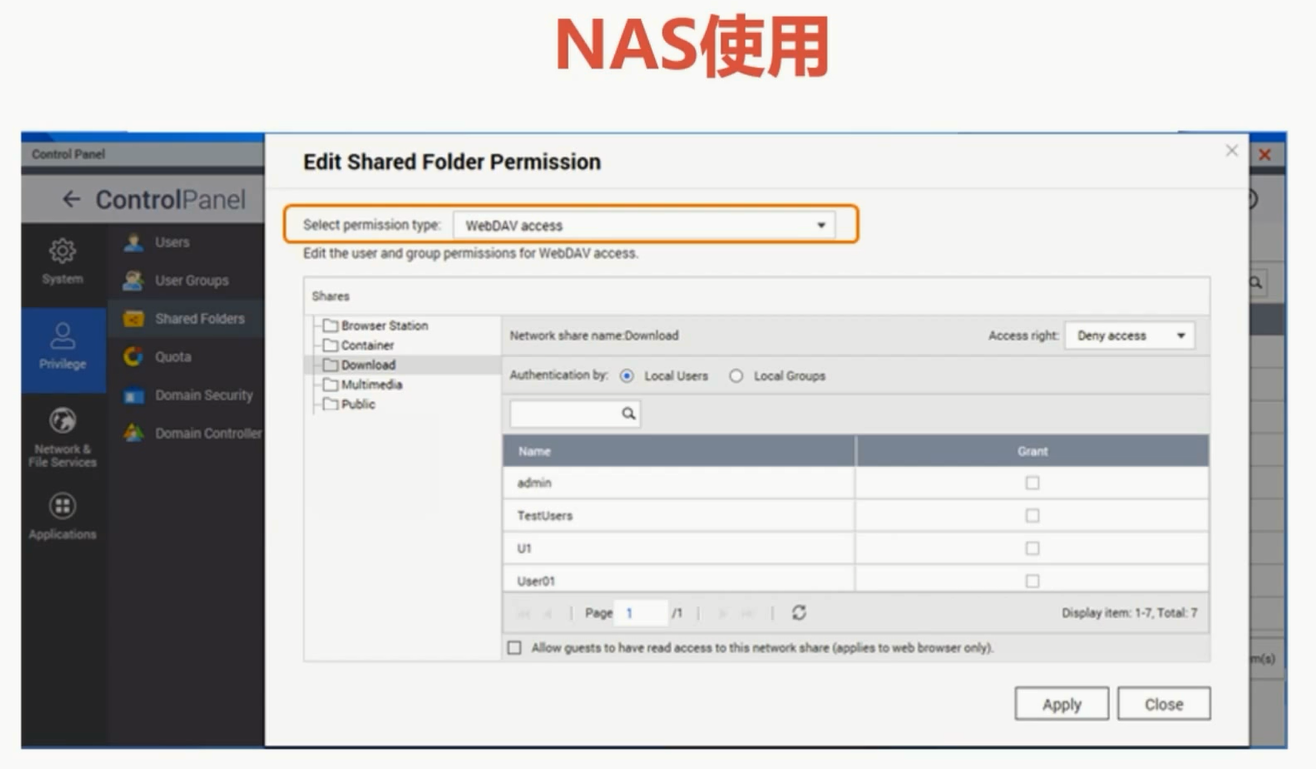 NAS使用
Control Panel
ControlPanel
System
Privilege
Network &
File Services
Applications
Users
User Groups
Shared Folders
Quota
Domain Security
Domain Controller
Edit Shared Folder Permission
Select permission type: WebDAV access
Edit the user and group permissions for WebDAV access.
Shares
Browser Station
Container
Download
Multimedia
Public
Network share name:Download Access right: Deny access
Authentication by: Local Users Local Groups
Name Grant
admin
TestUsers
U1
User01
Page 1 /1 Display item: 1-7, Total: 7
Allow guests to have read access to this network share (applies to web browser only).
Apply Close
m(s)